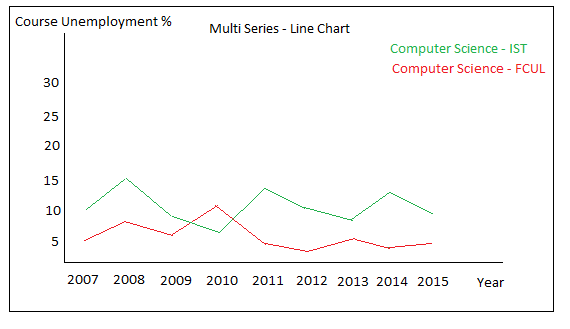 Course Unemployment %
Multi Series - Line Chart
Computer Science - IST
Computer Science - FCUL
30
25
20
15
10
5
2007 2008 2009 2010 2011 2012 2013 2014 2015 Year